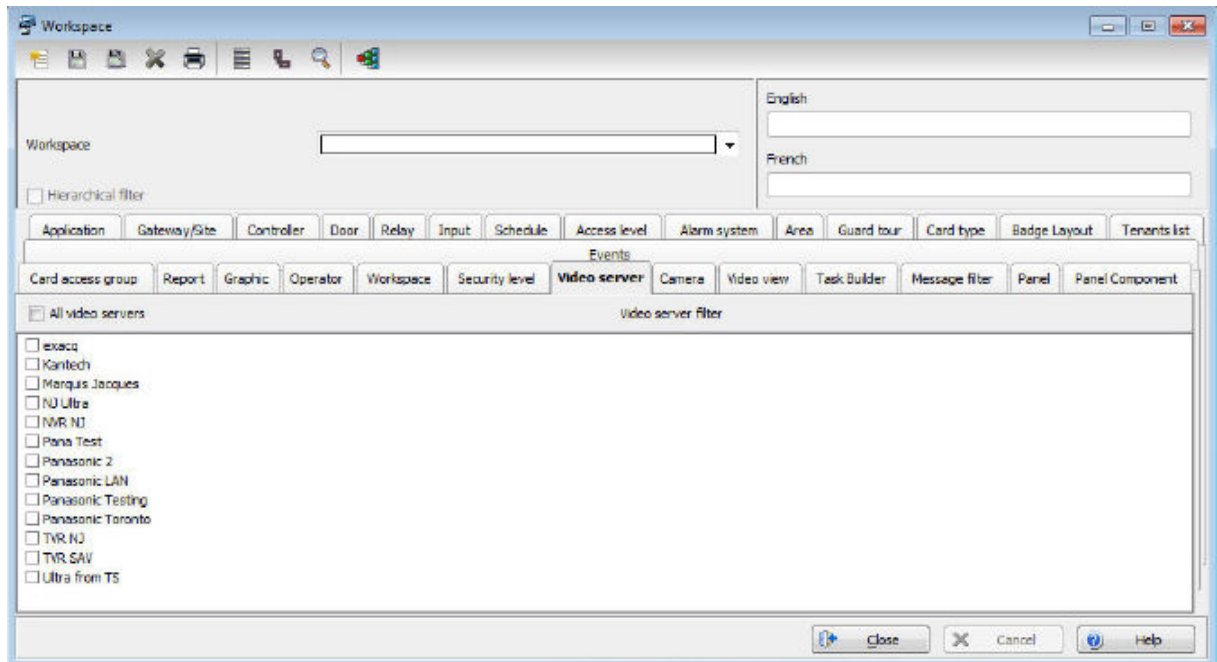 Workspace
English
Workspace
French
Hierarchical filter
Application Gateway/Site Controller Door Relay Input Schedule Access level Alarm system Area Guard tour Card type Badge Layout Tenants list
Events
Card access group Report Graphic Operator Workspace Security level Video server Camera Video view Task Builder Message filter Panel Panel Component
All video servers Video server filter
exacq
Kantech
Marquis Jacques
NJ Ultra
NVR NJ
Pana Test
Panasonic 2
Panasonic LAN
Panasonic Testing
Panasonic Toronto
TVR NJ
TVR SAV
Ultra from TS
Close Cancel Help